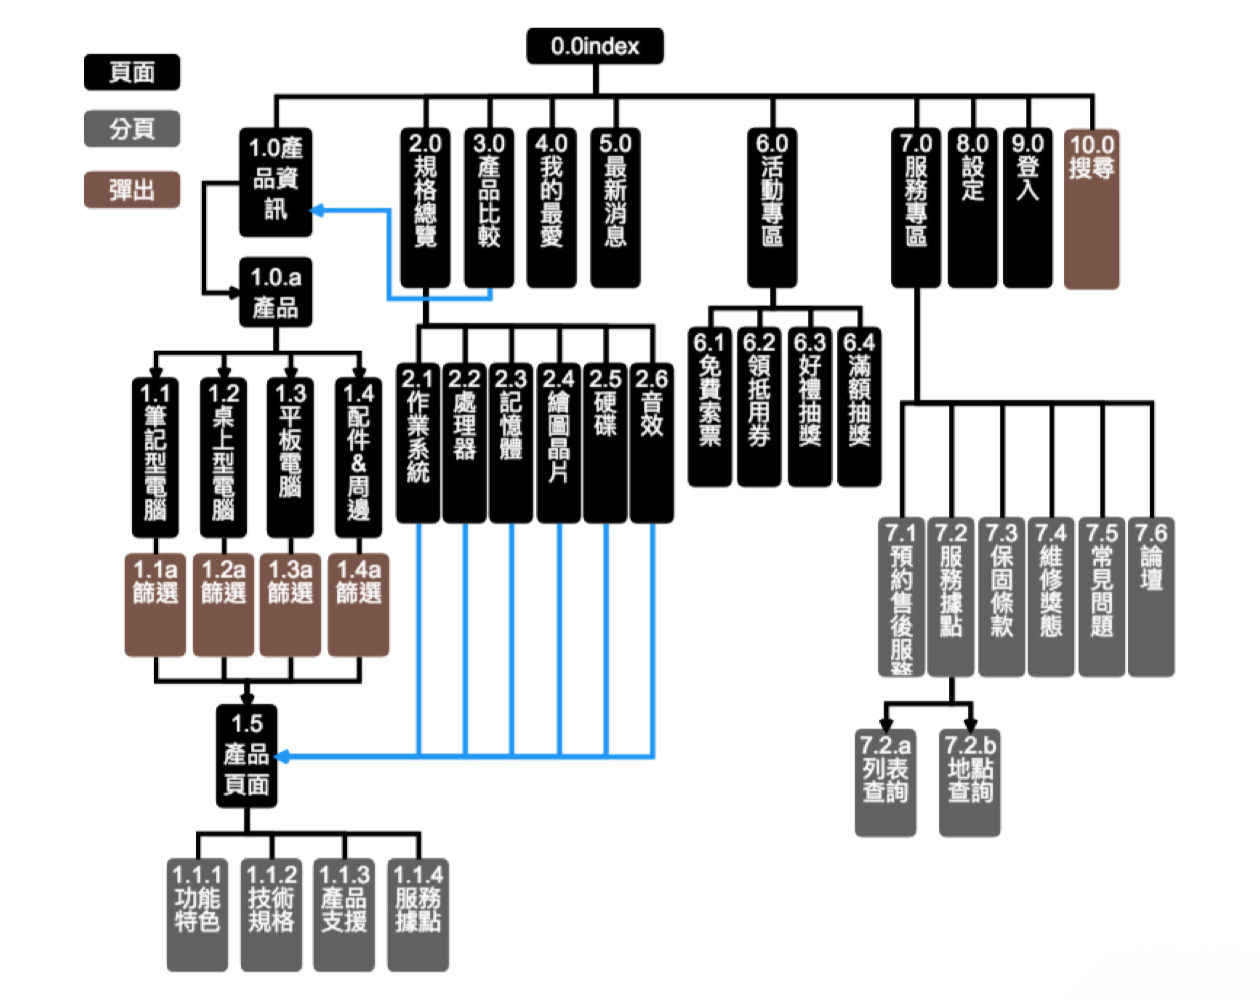 0.0index
頁面
分頁
彈出
1.0產
品資
訊
2.0
規格總覽
3.0
產品比較
4.0
我的最愛
5.0
最新消息
6.0
活動專區
7.0
服務專區
8.0
設定
9.0
登入
10.0
搜尋
1.0.a
產品
6.1
免費索票
6.2
領抵用券
6.3
好禮抽獎
6.4
滿額抽獎
1.1
筆記型電腦
1.2
桌上型電腦
1.3
平板電腦
1.4
配件&周邊
2.1
作業系統
2.2
處理器
2.3
記憶體
2.4
繪圖晶片
2.5
硬碟
2.6
音效
1.1a
篩選
1.2a
篩選
1.3a
篩選
1.4a
篩選
7.1
預約售後服務
7.2
服務據點
7.3
保固條款
7.4
維修獎態
7.5
常見問題
7.6
論壇
1.5
產品
頁面
7.2.a
列表
查詢
7.2.b
地點
查詢
1.1.1
功能
特色
1.1.2
技術
規格
1.1.3
產品
支援
1.1.4
服務
據點